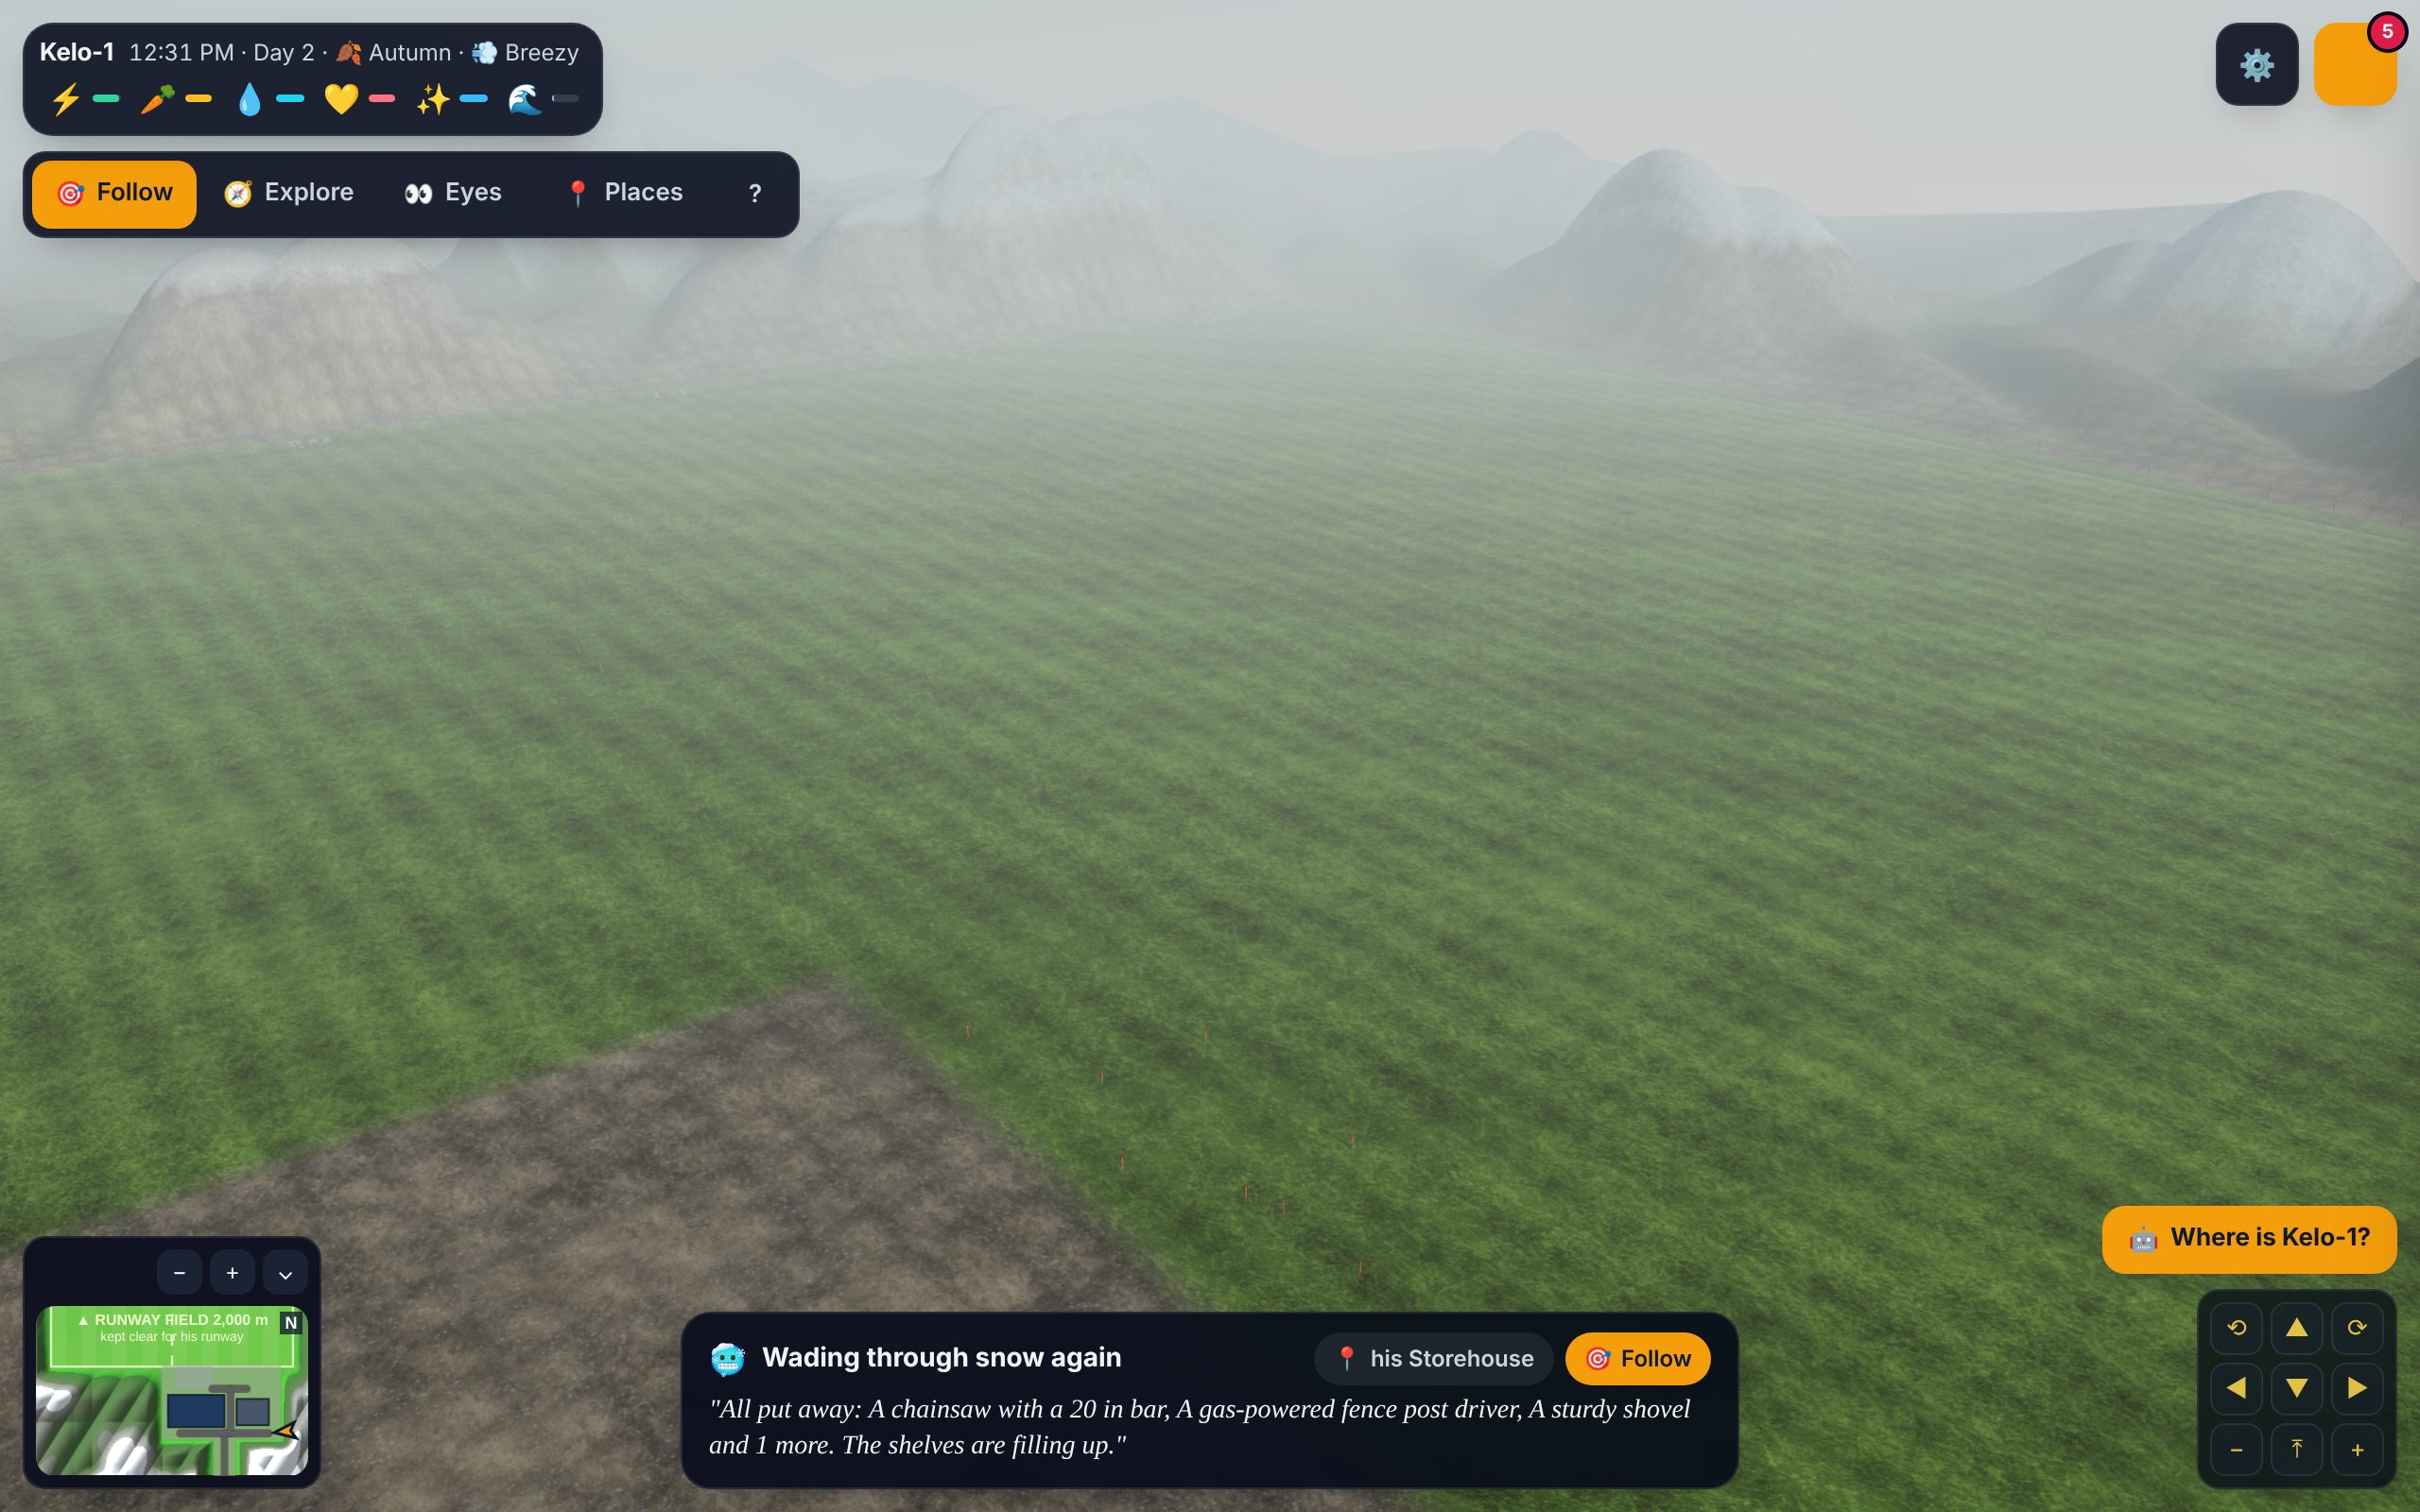 Kelo-1 12:31 PM · Day 2 · Autumn · Breezy
5
Follow
Explore
Eyes
Places
?
Where is Kelo-1?
− +
▲ RUNWAY FIELD 2,000 m
N
kept clear for his runway
Wading through snow again
his Storehouse
Follow
"All put away: A chainsaw with a 20 in bar, A gas-powered fence post driver, A sturdy shovel
and 1 more. The shelves are filling up."
− +